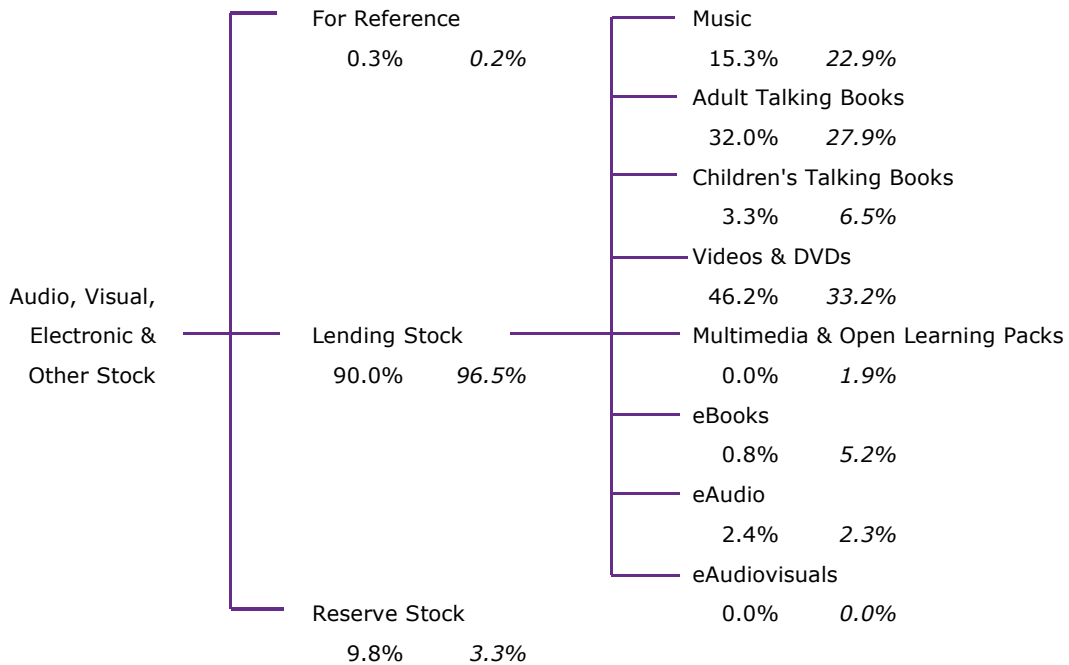 For Reference
0.3% 0.2%
Audio, Visual,
Electronic &
Other Stock
Lending Stock
90.0% 96.5%
Reserve Stock
9.8% 3.3%
Music
15.3% 22.9%
Adult Talking Books
32.0% 27.9%
Children's Talking Books
3.3% 6.5%
Videos & DVDs
46.2% 33.2%
Multimedia & Open Learning Packs
0.0% 1.9%
eBooks
0.8% 5.2%
eAudio
2.4% 2.3%
eAudiovisuals
0.0% 0.0%